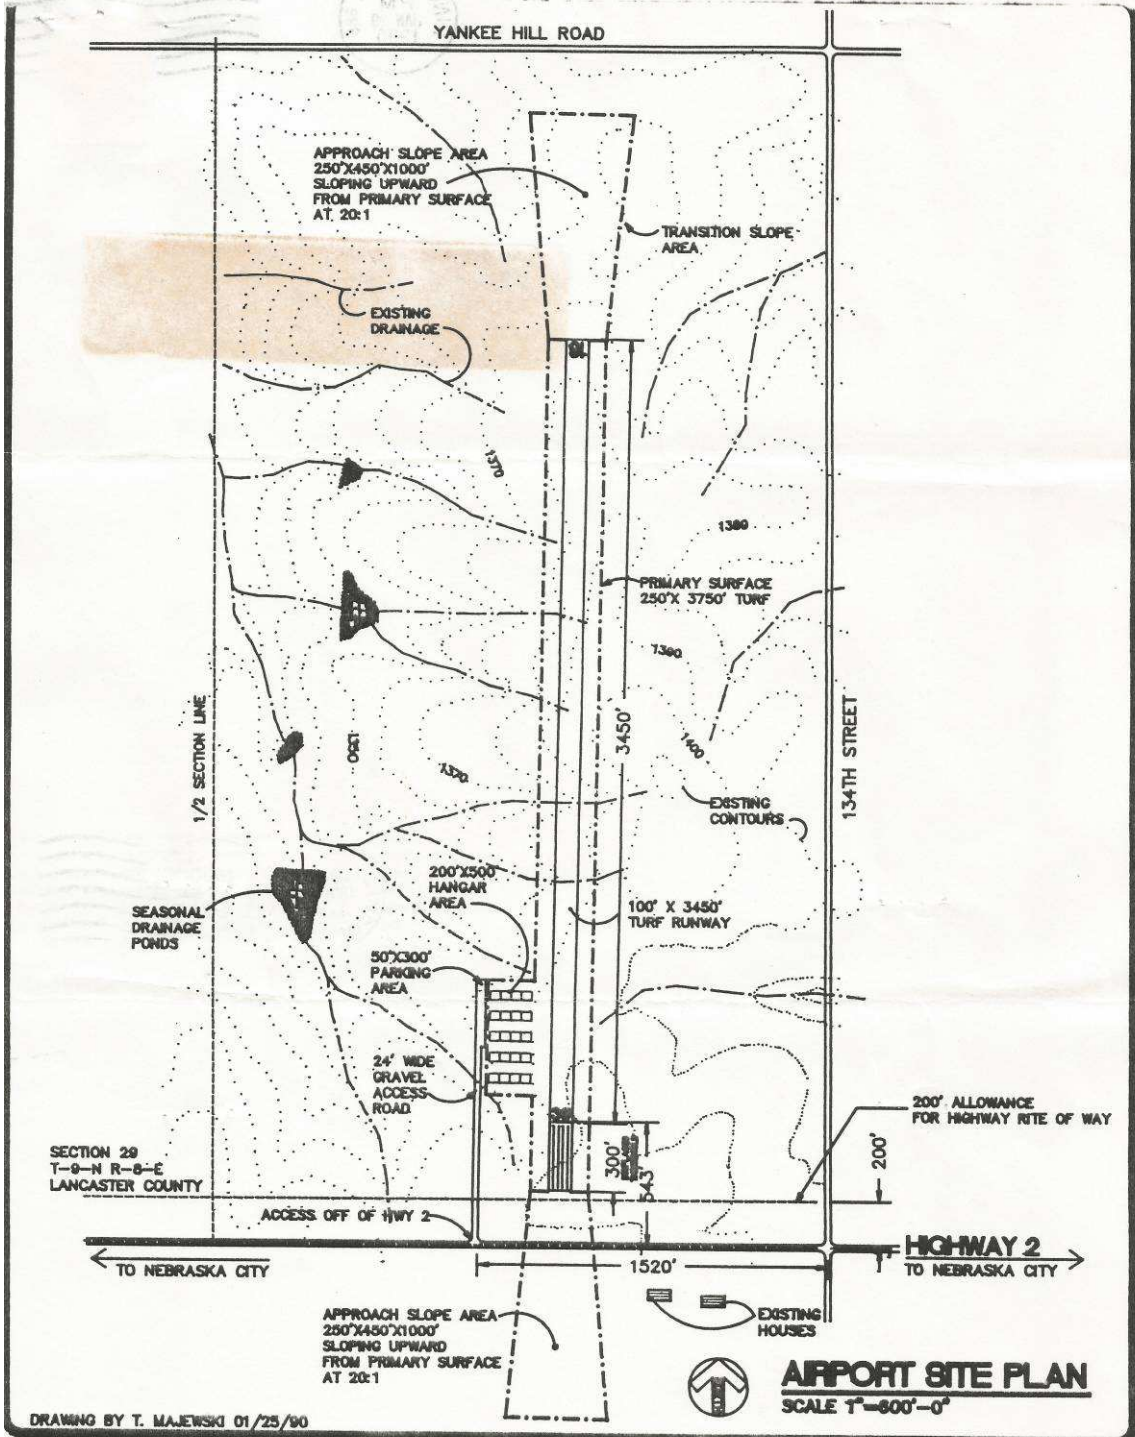 YANKEE HILL ROAD
APPROACH SLOPE AREA
250'X450'X1000'
SLOPING UPWARD
FROM PRIMARY SURFACE
AT 20:1
TRANSITION SLOPE
AREA
EXISTING
DRAINAGE
1370
1380
PRIMARY SURFACE
250'X 3750' TURF
1390
3450'
1/2 SECTION LINE
134TH STREET
1350
1370
1400
EXISTING
CONTOURS
200'X500'
HANGAR
AREA
100' X 3450'
TURF RUNWAY
SEASONAL
DRAINAGE
PONDS
50'X300'
PARKING
AREA
24' WIDE
GRAVEL
ACCESS
ROAD
200' ALLOWANCE
FOR HIGHWAY RITE OF WAY
300'
543'
200'
SECTION 29
T-9-N R-8-E
LANCASTER COUNTY
ACCESS OFF OF HWY 2
HIGHWAY 2
TO NEBRASKA CITY
1520'
TO NEBRASKA CITY
APPROACH SLOPE AREA
250'X450'X1000'
SLOPING UPWARD
FROM PRIMARY SURFACE
AT 20:1
EXISTING
HOUSES
AIRPORT SITE PLAN
SCALE 1"=600'-0"
DRAWING BY T. MAJEWSKI 01/25/90